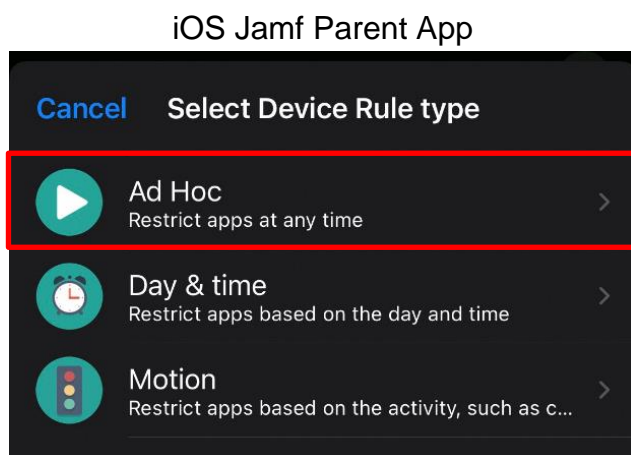 iOS Jamf Parent App
Cancel Select Device Rule type
Ad Hoc
Restrict apps at any time
Day & time
Restrict apps based on the day and time
Motion
Restrict apps based on the activity, such as c...